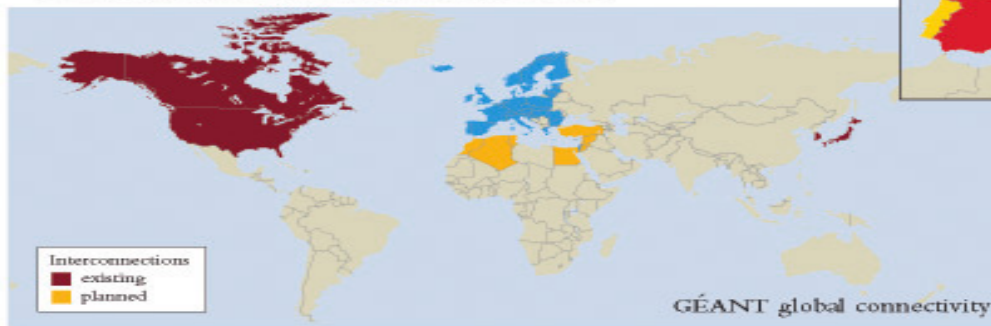 Interconnections
existing
planned
GÉANT global connectivity